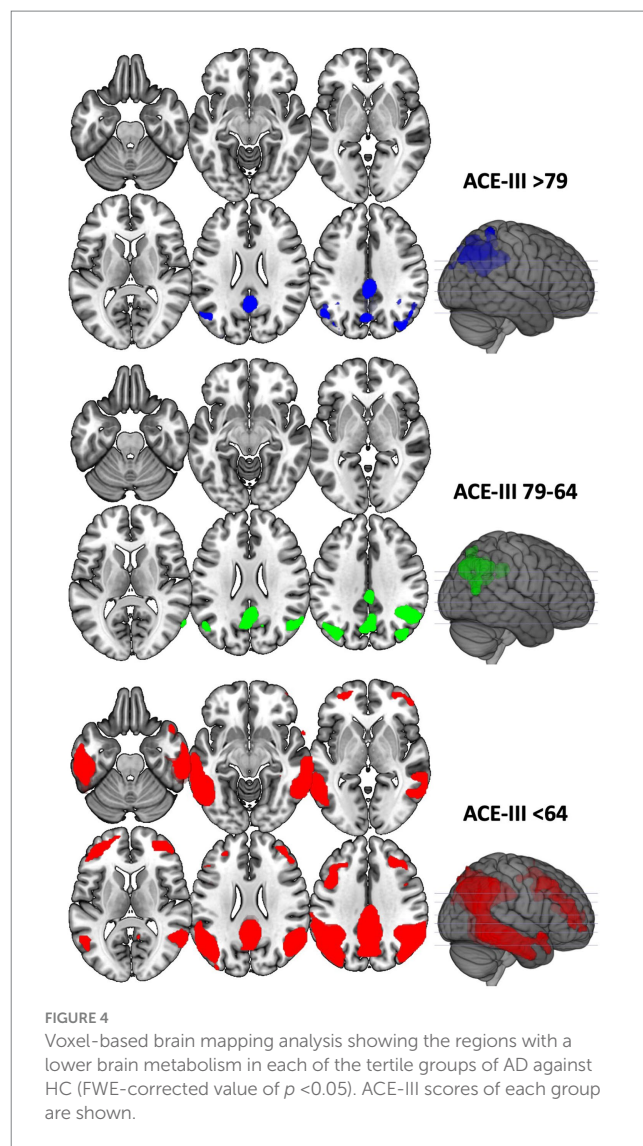 ACE-III >79
ACE-III 79-64
ACE-III <64
FIGURE 4
Voxel-based brain mapping analysis showing the regions with a
lower brain metabolism in each of the tertile groups of AD against
HC (FWE-corrected value of p <0.05). ACE-III scores of each group
are shown.